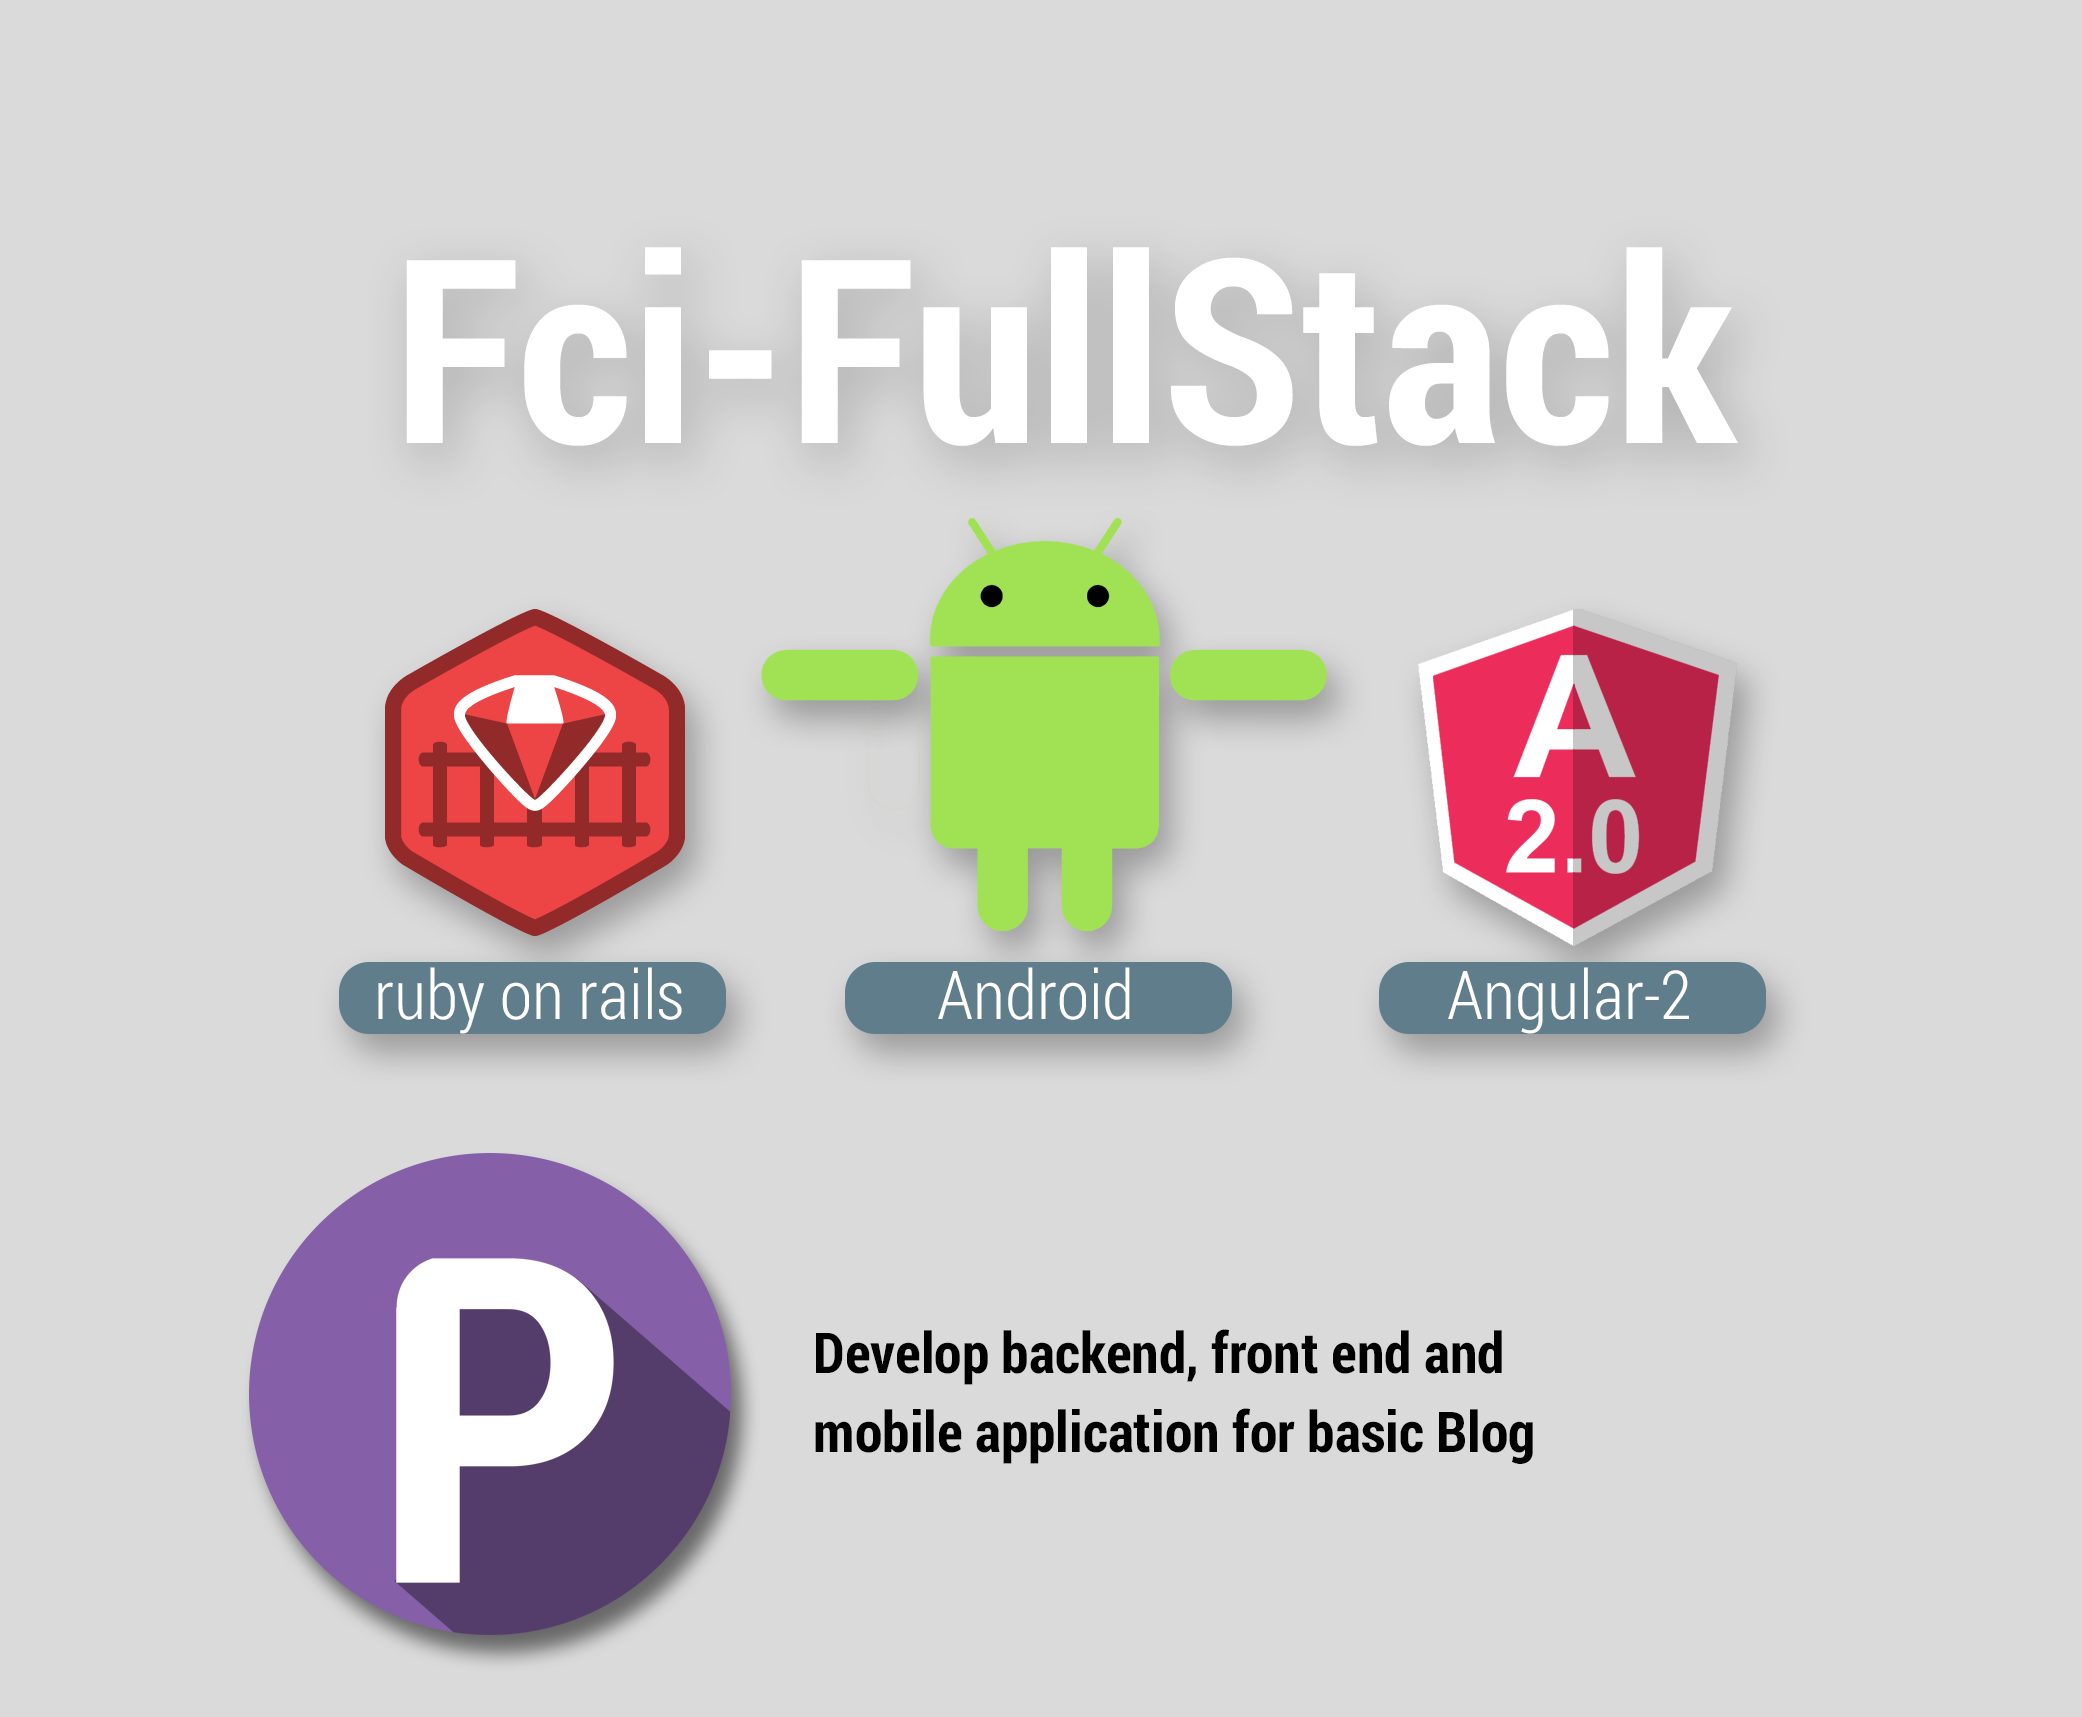 Fci-FullStack
A
2.0
ruby on rails
Android
Angular-2
P
Develop backend, front end and
mobile application for basic Blog